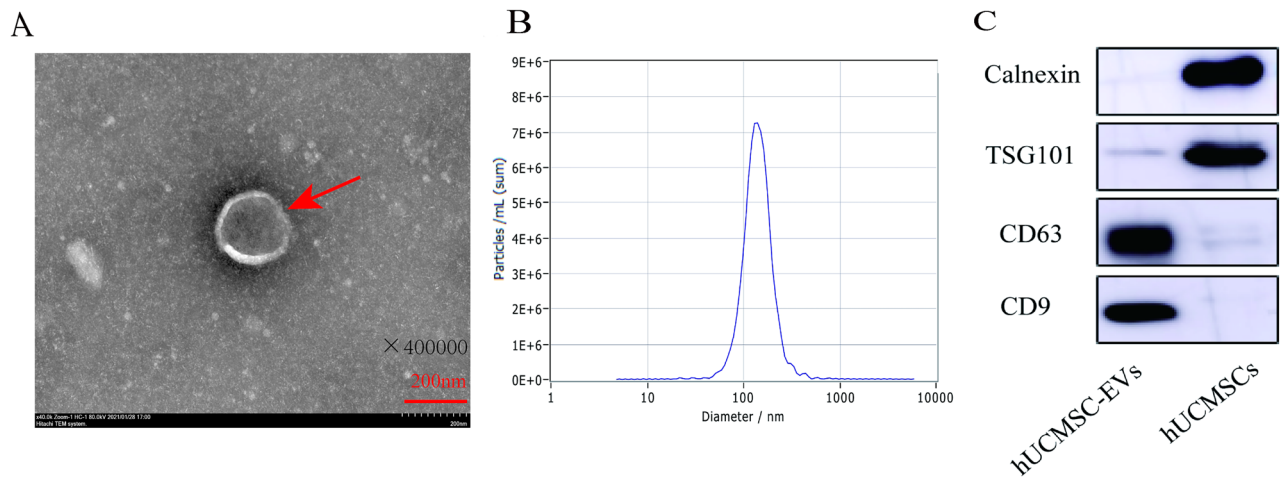 A
× 400000
200nm
x40.0k Zoom-1 HC-1 80.0kV 2021/01/28 17:00
Hitachi TEM system.
200nm
B
Particles /mL (sum)
9E+6
8E+6
7E+6
6E+6
5E+6
4E+6
3E+6
2E+6
1E+6
0E+0
1
10
100
1000
10000
Diameter / nm
C
Calnexin
TSG101
CD63
CD9
hUCMSC-EVs
hUCMSCs